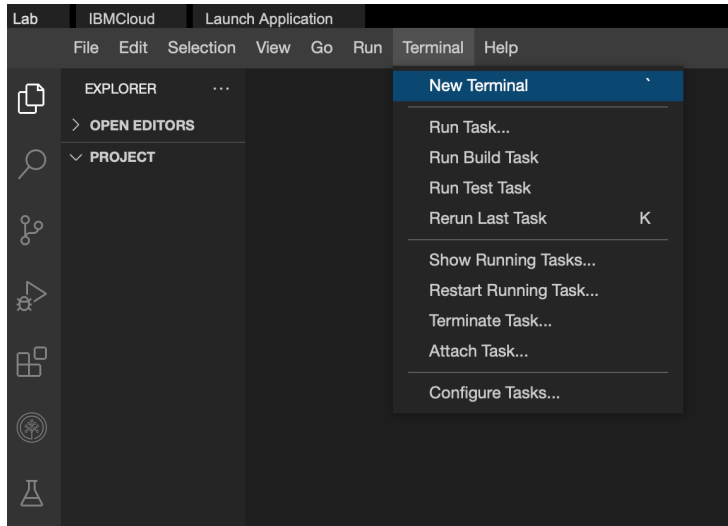 Lab IBMCloud Launch Application
File Edit Selection View Go Run Terminal Help
EXPLORER ...
OPEN EDITORS
PROJECT
New Terminal `
Run Task...
Run Build Task
Run Test Task
Rerun Last Task K
Show Running Tasks...
Restart Running Task...
Terminate Task...
Attach Task...
Configure Tasks...